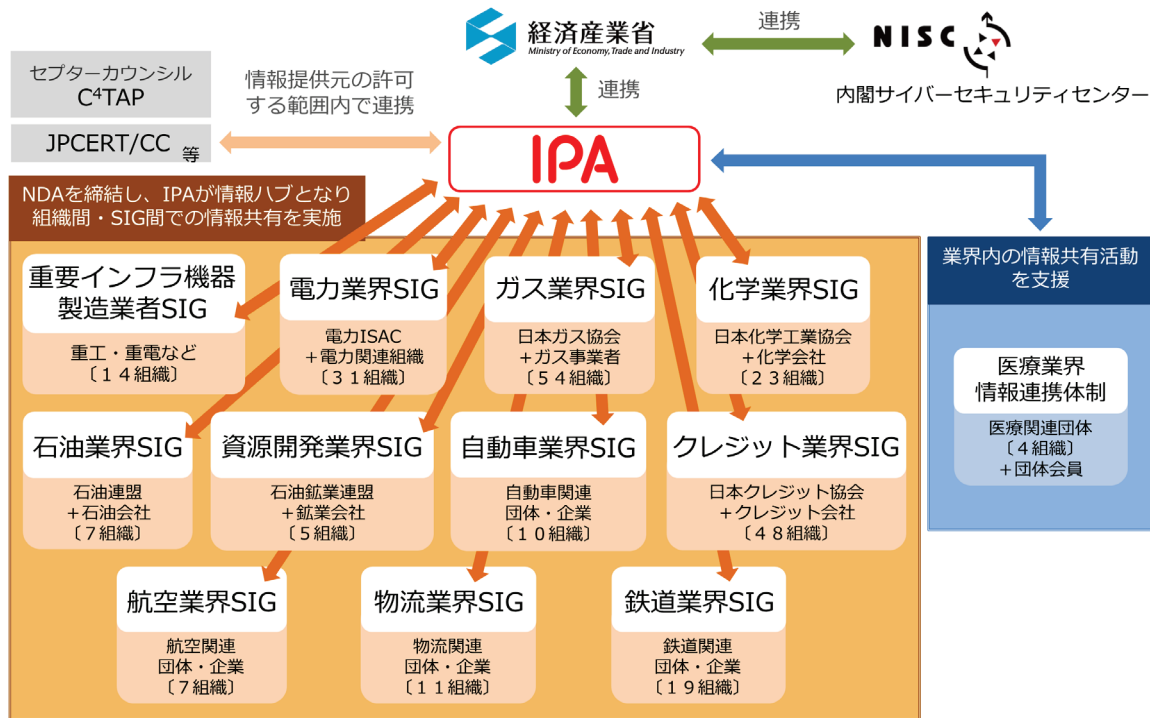 経済産業省
Ministry of Economy, Trade and Industry
連携
NISC
内閣サイバーセキュリティセンター
セプターカウンシル
C⁴TAP
JPCERT/CC 等
情報提供元の許可
する範囲内で連携
連携
IPA
NDAを締結し、IPAが情報ハブとなり
組織間・SIG間での情報共有を実施
重要インフラ機器
製造業者SIG
重工・重電など
〔14組織〕
電力業界SIG
電力ISAC
+電力関連組織
〔31組織〕
ガス業界SIG
日本ガス協会
+ガス事業者
〔54組織〕
化学業界SIG
日本化学工業協会
+化学会社
〔23組織〕
石油業界SIG
石油連盟
+石油会社
〔7組織〕
資源開発業界SIG
石油鉱業連盟
+鉱業会社
〔5組織〕
自動車業界SIG
自動車関連
団体・企業
〔10組織〕
クレジット業界SIG
日本クレジット協会
+クレジット会社
〔48組織〕
航空業界SIG
航空関連
団体・企業
〔7組織〕
物流業界SIG
物流関連
団体・企業
〔11組織〕
鉄道業界SIG
鉄道関連
団体・企業
〔19組織〕
業界内の情報共有活動
を支援
医療業界
情報連携体制
医療関連団体
〔4組織〕
+団体会員